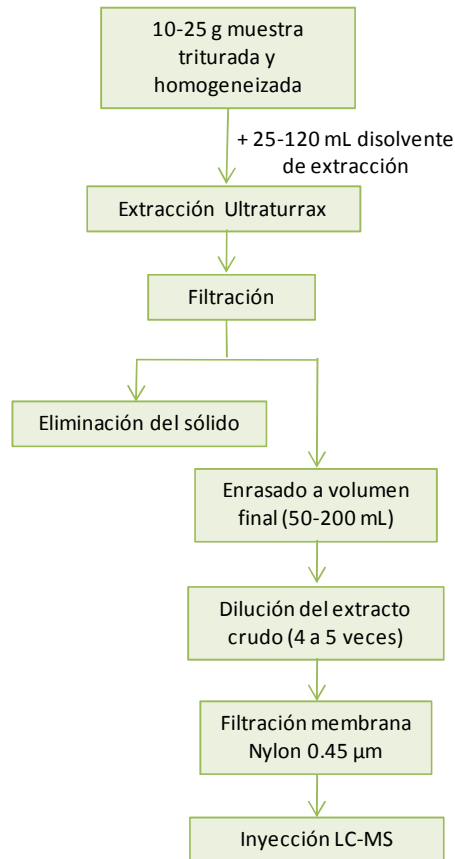 10-25 g muestra
triturada y
homogeneizada
+ 25-120 mL disolvente
de extracción
Extracción Ultraturrax
Filtración
Eliminación del sólido
Enrasado a volumen
final (50-200 mL)
Dilución del extracto
crudo (4 a 5 veces)
Filtración membrana
Nylon 0.45 µm
Inyección LC-MS